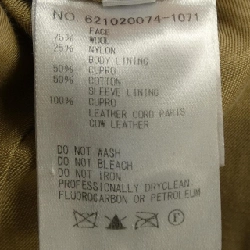 NO. 621020074-1071
FACE
75% WOOL
25% NYLON
BODY LINING
50% CUPRO
50% COTTON
SLEEVE LINING
100% CUPRO
LEATHER CORD PARTS
COW LEATHER
DO NOT WASH
DO NOT BLEACH
DO NOT IRON
PROFESSIONALLY DRYCLEAN
FLUOROCARBON OR PETROLEUM